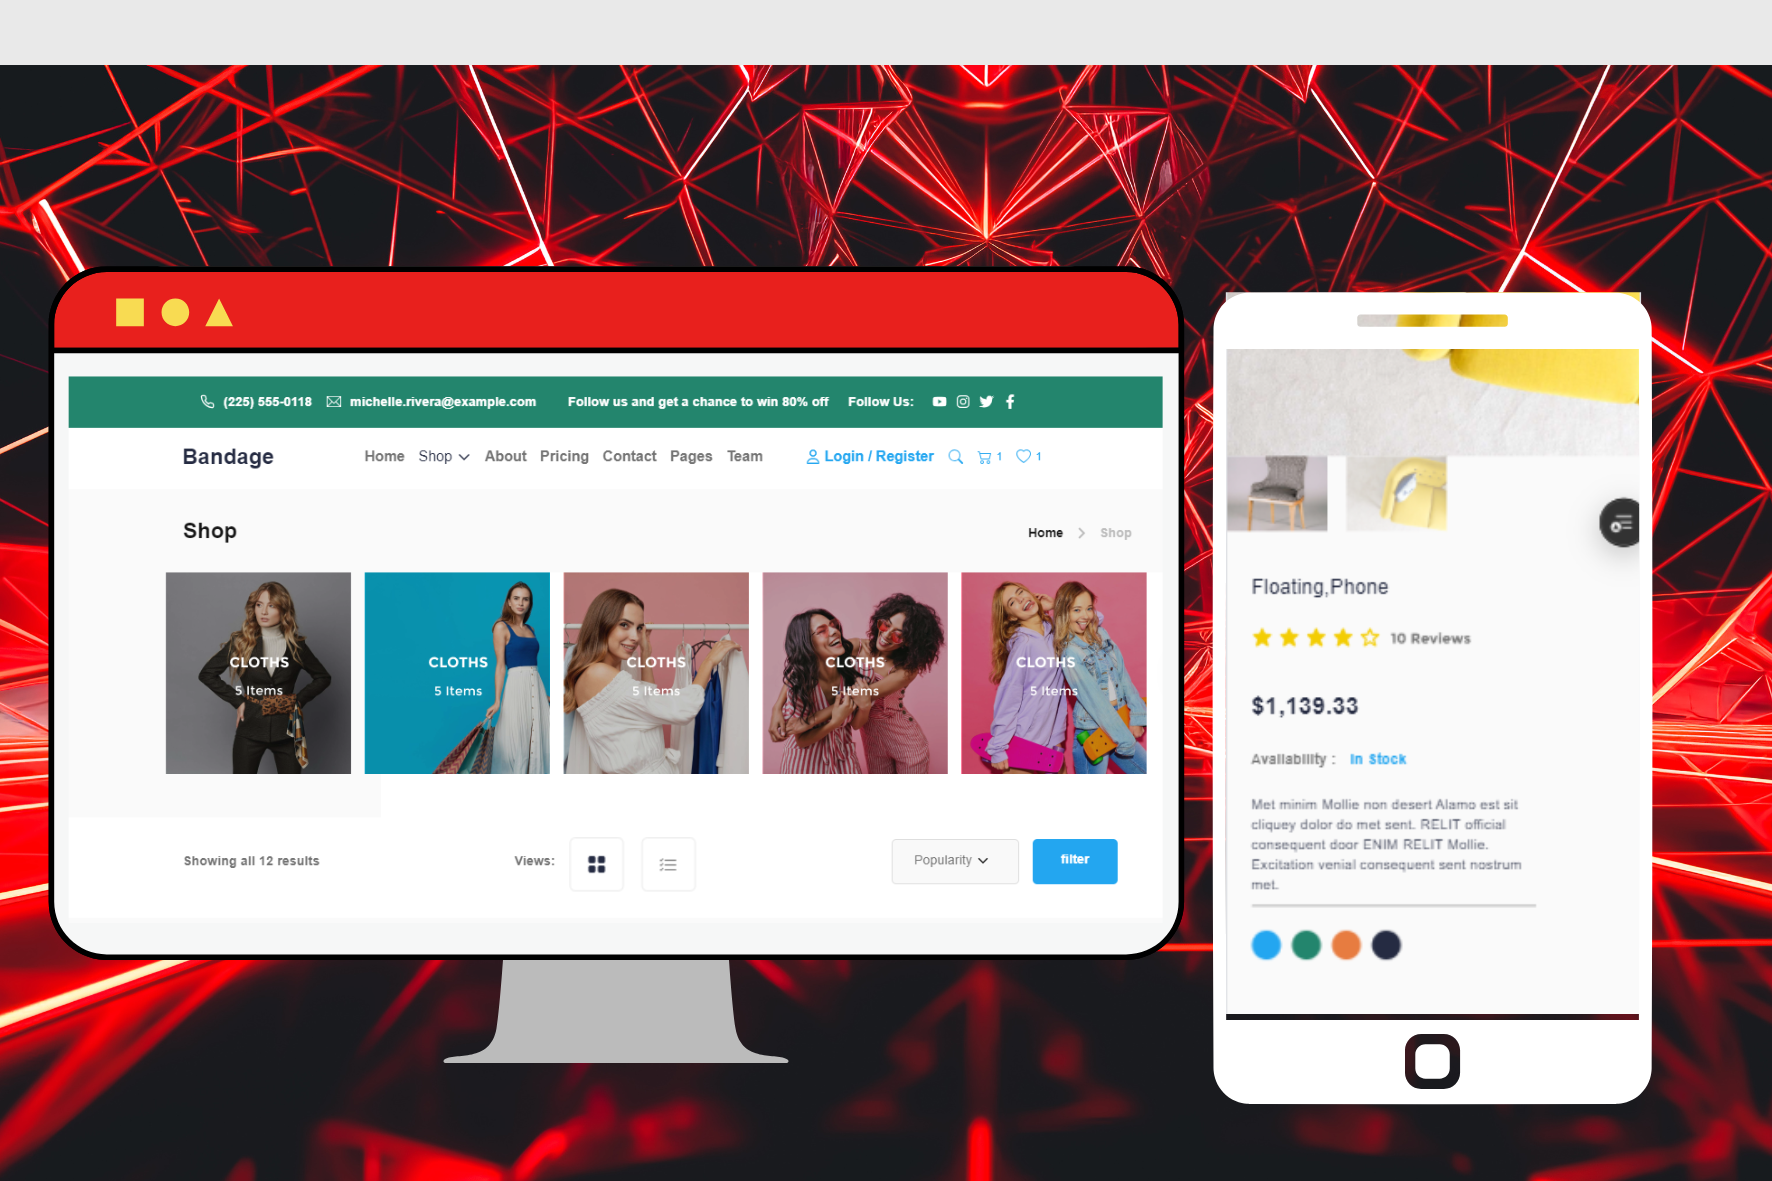 (225) 555-0118 michelle.rivera@example.com Follow us and get a chance to win 80% off Follow Us:
Bandage Home Shop About Pricing Contact Pages Team Login / Register 1 1
Shop Home Shop
CLOTHS CLOTHS CLOTHS CLOTHS CLOTHS
5 Items 5 Items 5 Items 5 Items 5 Items
Showing all 12 results Views: Popularity filter
Floating,Phone
10 Reviews
$1,139.33
Availability : In Stock
Met minim Mollie non desert Alamo est sit
cliquey dolor do met sent. RELIT official
consequent door ENIM RELIT Mollie.
Excitation venial consequent sent nostrum
met.